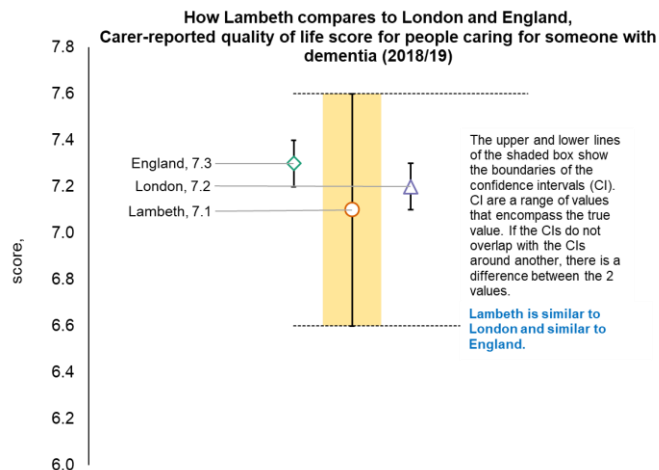 How Lambeth compares to London and England,
Carer-reported quality of life score for people caring for someone with
dementia (2018/19)
7.8
7.6
7.4
7.2
7.0
6.8
6.6
6.4
6.2
6.0
score,
England, 7.3
London, 7.2
Lambeth, 7.1
The upper and lower lines
of the shaded box show
the boundaries of the
confidence intervals (CI).
CI are a range of values
that encompass the true
value. If the CIs do not
overlap with the CIs
around another, there is a
difference between the 2
values.
Lambeth is similar to
London and similar to
England.